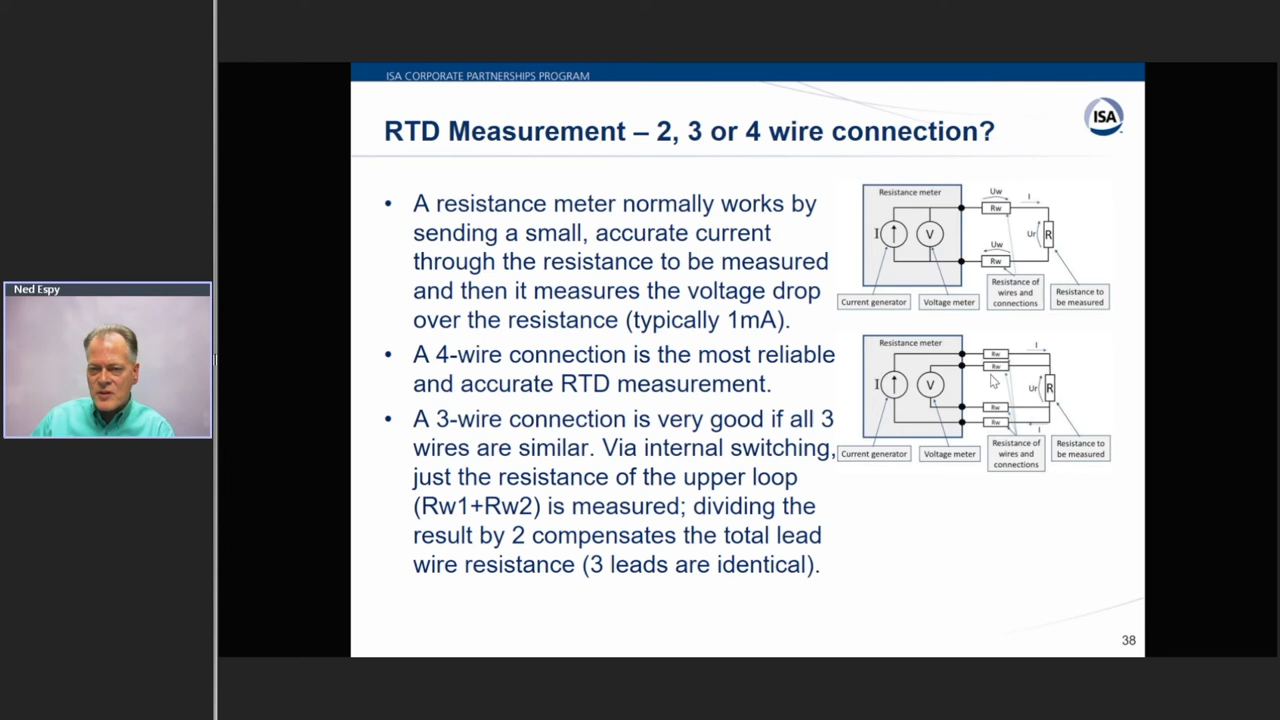 Ned Espy
ISA CORPORATE PARTNERSHIPS PROGRAM
RTD Measurement – 2, 3 or 4 wire connection?
ISA
• A resistance meter normally works by
sending a small, accurate current
through the resistance to be measured
and then it measures the voltage drop
over the resistance (typically 1mA).
• A 4-wire connection is the most reliable
and accurate RTD measurement.
• A 3-wire connection is very good if all 3
wires are similar. Via internal switching,
just the resistance of the upper loop
(Rw1+Rw2) is measured; dividing the
result by 2 compensates the total lead
wire resistance (3 leads are identical).
Resistance meter
Uw
I
Rw
I
V
Ur
R
Uw
Rw
Current generator
Voltage meter
Resistance of
wires and
connections
Resistance to
be measured
Resistance meter
I
Rw
Rw
I
V
Ur
R
Rw
Rw
I
Current generator
Voltage meter
Resistance of
wires and
connections
Resistance to
be measured
38